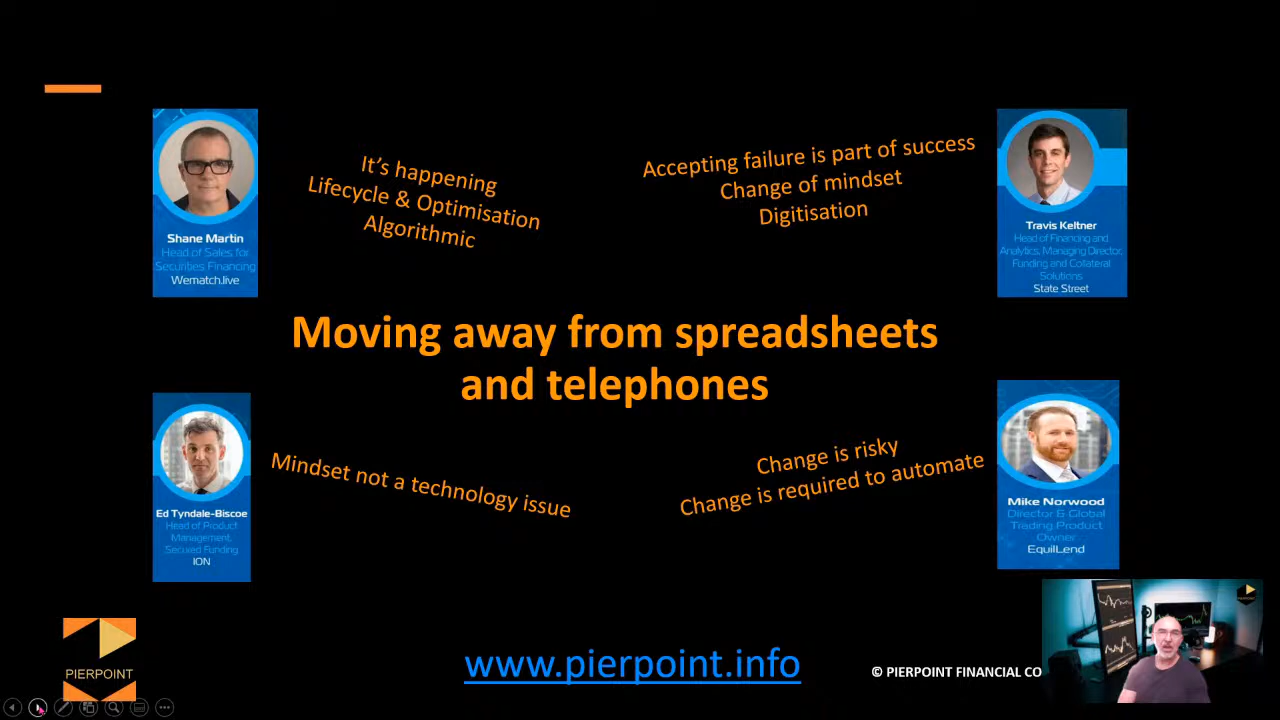 Shane Martin
Head of Sales for
Securities Financing
Wematch.live
It's happening
Lifecycle & Optimisation
Algorithmic
Accepting failure is part of success
Change of mindset
Digitisation
Travis Keltner
Head of Financing and
Analytics, Managing Director,
Funding and Collateral
Solutions
State Street
Moving away from spreadsheets
and telephones
Ed Tyndale-Biscoe
Head of Product
Management,
Secured Funding
ION
Mindset not a technology issue
Change is risky
Change is required to automate
Mike Norwood
Director & Global
Trading Product
Owner
EquiLend
PIERPOINT
www.pierpoint.info
© PIERPOINT FINANCIAL CO